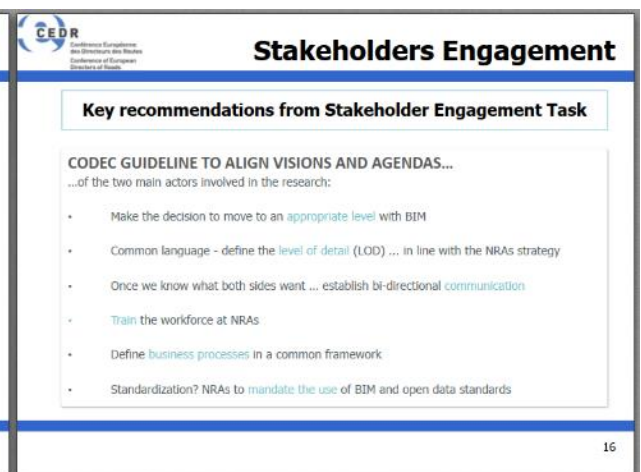 CEDR
Conférence Européenne
des Directeurs des Routes
Conference of European
Directors of Roads
Stakeholders Engagement
Key recommendations from Stakeholder Engagement Task
CODEC GUIDELINE TO ALIGN VISIONS AND AGENDAS...
...of the two main actors involved in the research:
• Make the decision to move to an appropriate level with BIM
• Common language - define the level of detail (LOD) ... in line with the NRAs strategy
• Once we know what both sides want ... establish bi-directional communication
• Train the workforce at NRAs
• Define business processes in a common framework
• Standardization? NRAs to mandate the use of BIM and open data standards
16